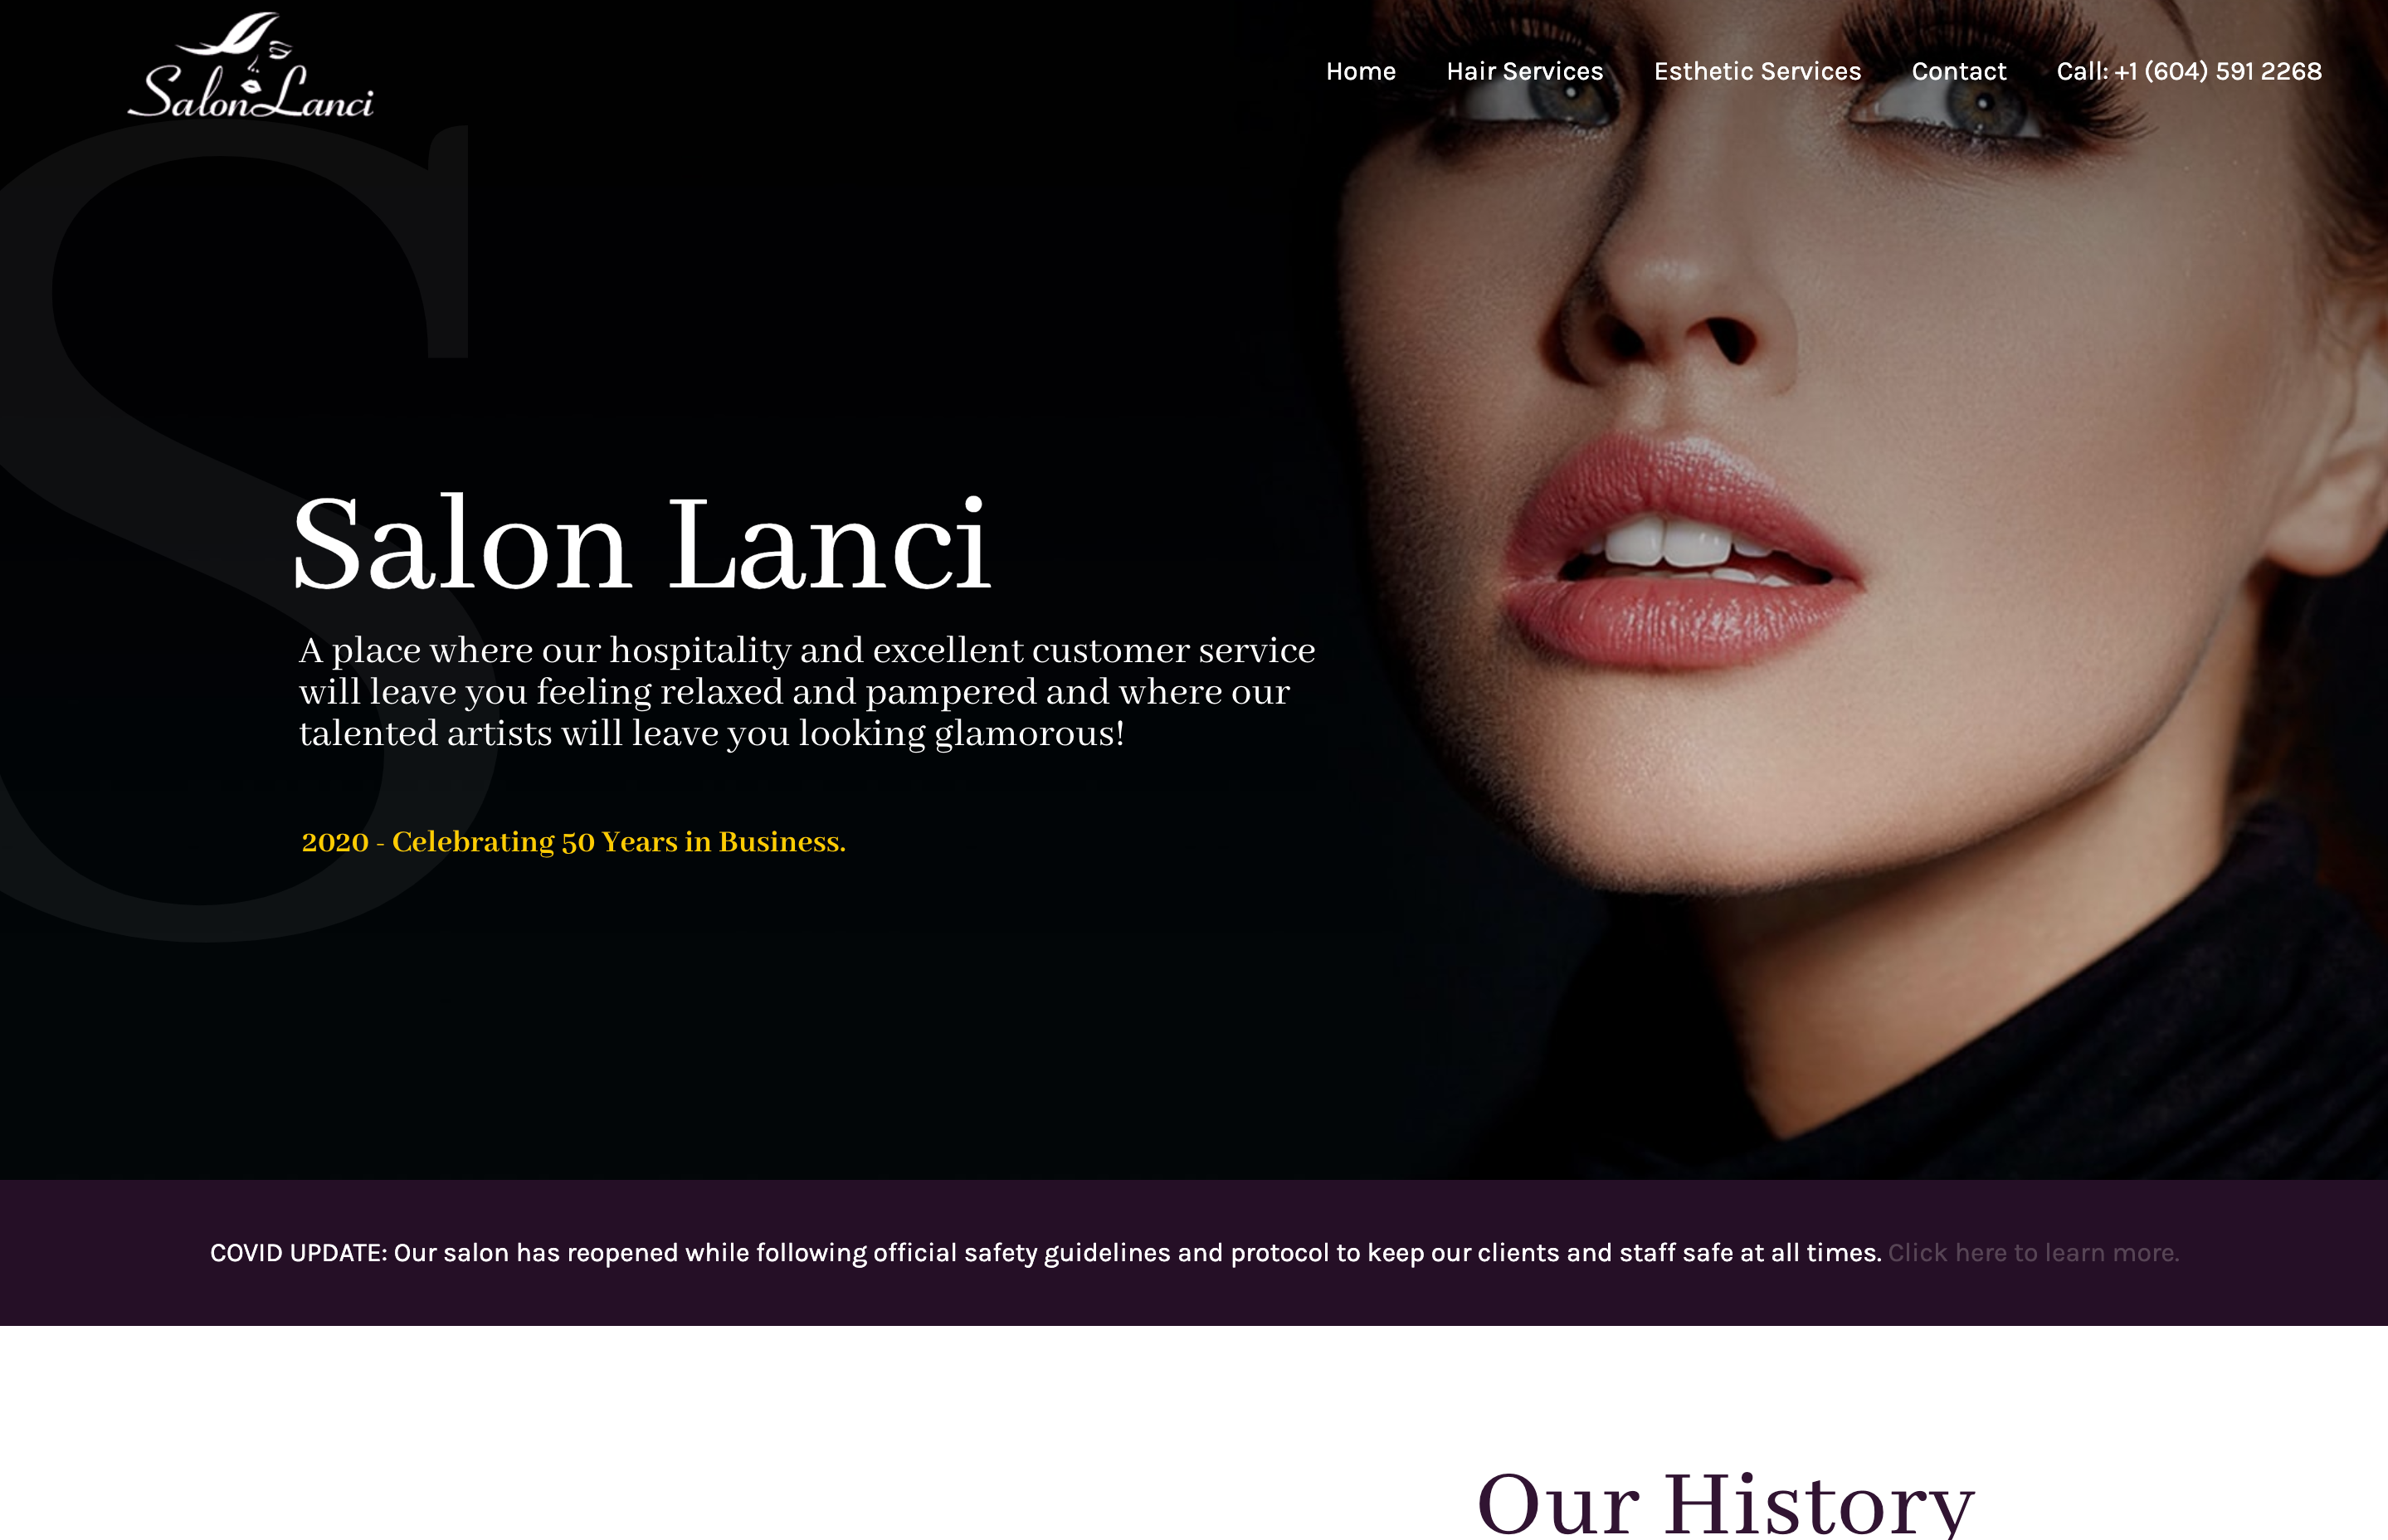 Salon Lanci
Home
Hair Services
Esthetic Services
Contact
Call: +1 (604) 591 2268
S
Salon Lanci
A place where our hospitality and excellent customer service
will leave you feeling relaxed and pampered and where our
talented artists will leave you looking glamorous!
2020 - Celebrating 50 Years in Business.
COVID UPDATE: Our salon has reopened while following official safety guidelines and protocol to keep our clients and staff safe at all times. Click here to learn more.
Our History